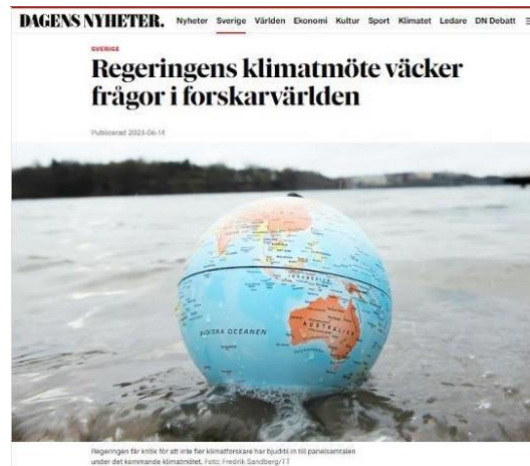 DAGENS NYHETER. Nyheter Sverige Världen Ekonomi Kultur Sport Klimatet Ledare DN Debatt
SVERIGE
Regeringens klimatmöte väcker
frågor i forskarvärlden
Publicerad 2023-06-14
INDISKA OCEANEN
AUSTRALIEN
Regeringen får kritik för att inte fler klimatforskare har bjudits in till panelsamtalen
under det kommande klimatmötet. Foto: Fredrik Sandberg/TT